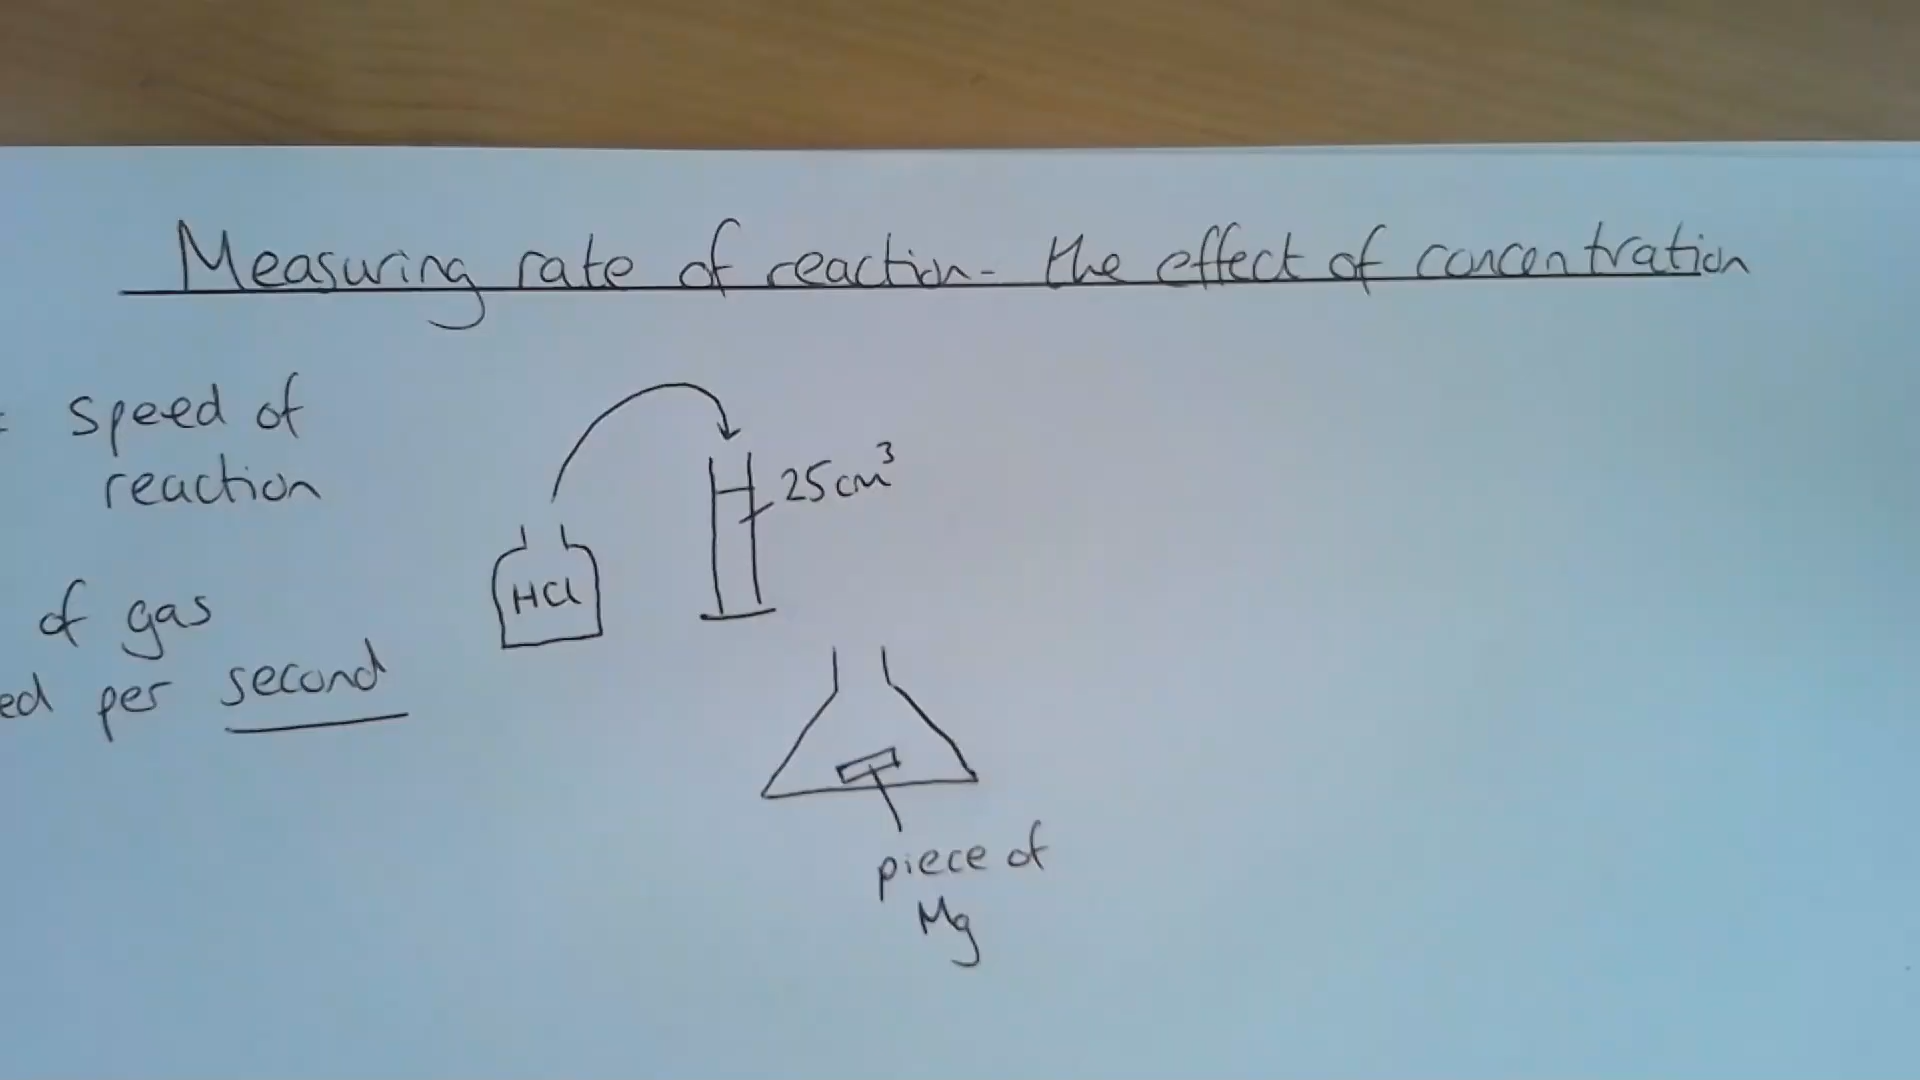 Measuring rate of reaction - the effect of concentration
= speed of
reaction
of gas
per second
HCl
25cm³
piece of
Mg